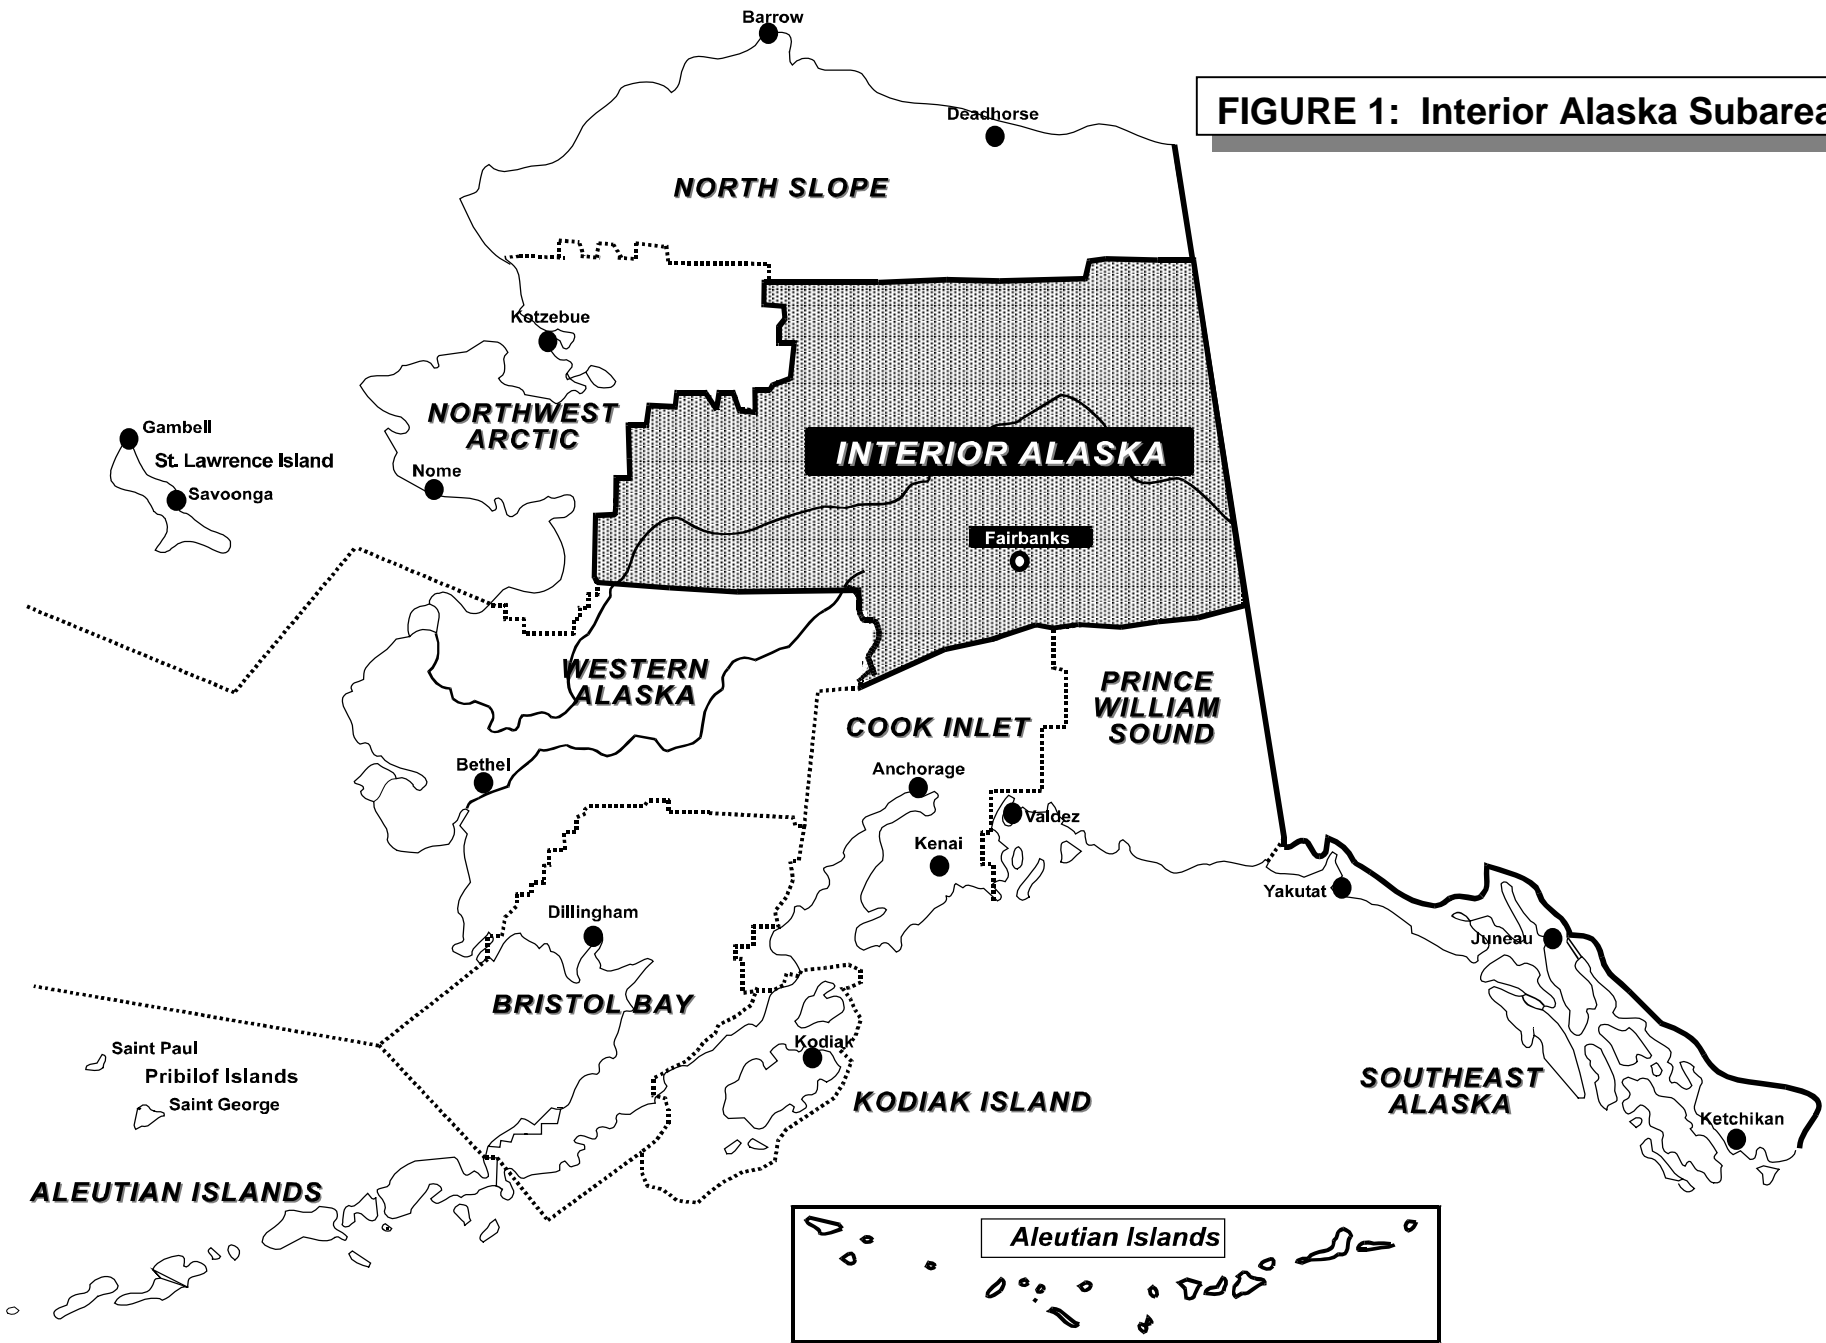 Barrow
FIGURE 1: Interior Alaska Subarea
Deadhorse
NORTH SLOPE
Kotzebue
NORTHWEST
ARCTIC
Gambell
St. Lawrence Island
Savoonga
Nome
INTERIOR ALASKA
Fairbanks
WESTERN
ALASKA
PRINCE
WILLIAM
SOUND
COOK INLET
Bethel
Anchorage
Valdez
Kenai
Yakutat
Dillingham
Juneau
BRISTOL BAY
Saint Paul
Pribilof Islands
Saint George
Kodiak
KODIAK ISLAND
SOUTHEAST
ALASKA
Ketchikan
ALEUTIAN ISLANDS
Aleutian Islands